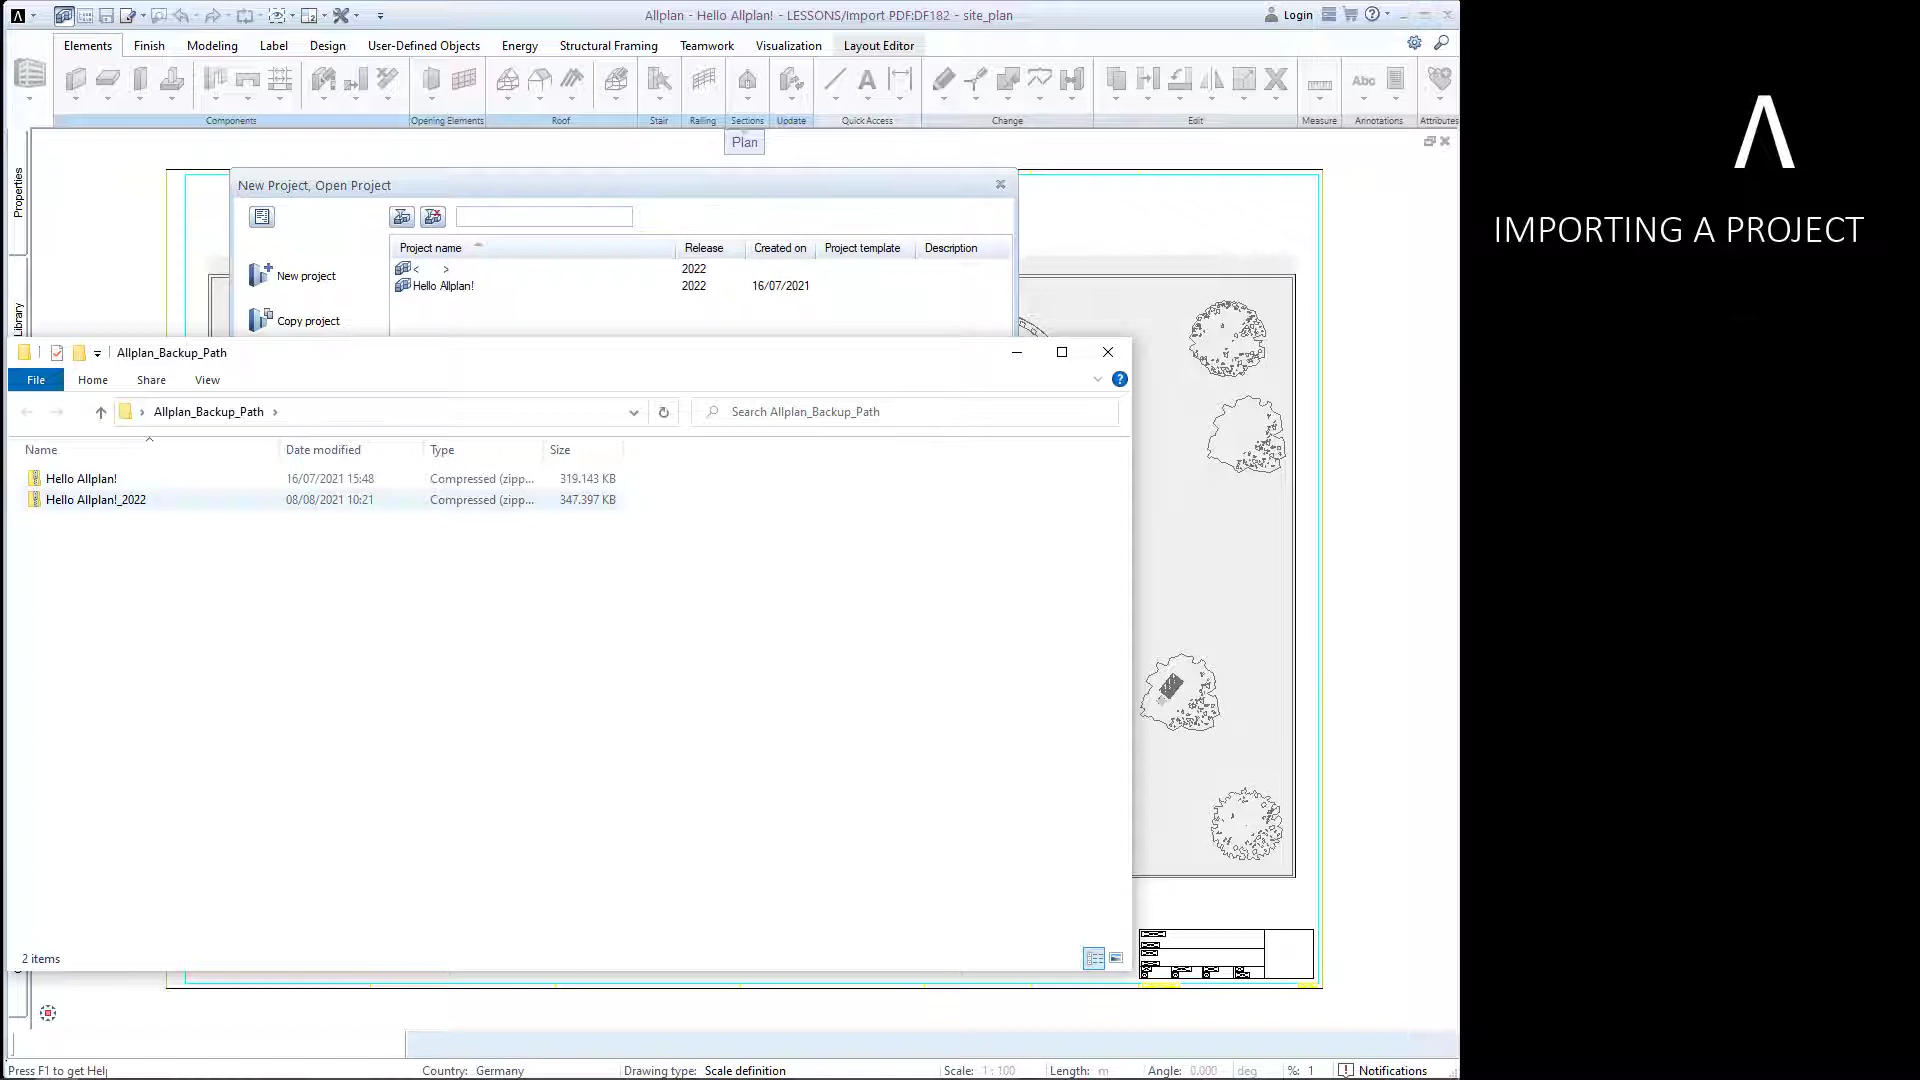 Allplan - Hello Allplan! - LESSONS/Import PDF:DF182 - site_plan
Login
Elements Finish Modeling Label Design User-Defined Objects Energy Structural Framing Teamwork Visualization Layout Editor
Abc
Components Opening Elements Roof Stair Railing Sections Update Quick Access Change Edit Measure Annotations Attributes
Plan
Properties
Library
New Project, Open Project
Project name Release Created on Project template Description
< > 2022
Hello Allplan! 2022 16/07/2021
New project
Copy project
Allplan_Backup_Path
File Home Share View
Allplan_Backup_Path
Search Allplan_Backup_Path
Name Date modified Type Size
Hello Allplan! 16/07/2021 15:48 Compressed (zipp... 319.143 KB
Hello Allplan!_2022 08/08/2021 10:21 Compressed (zipp... 347.397 KB
2 items
Press F1 to get Hel
Country: Germany Drawing type: Scale definition Scale: 1 : 100 Length: m Angle: 0.000 deg %: 1 Notifications
IMPORTING A PROJECT